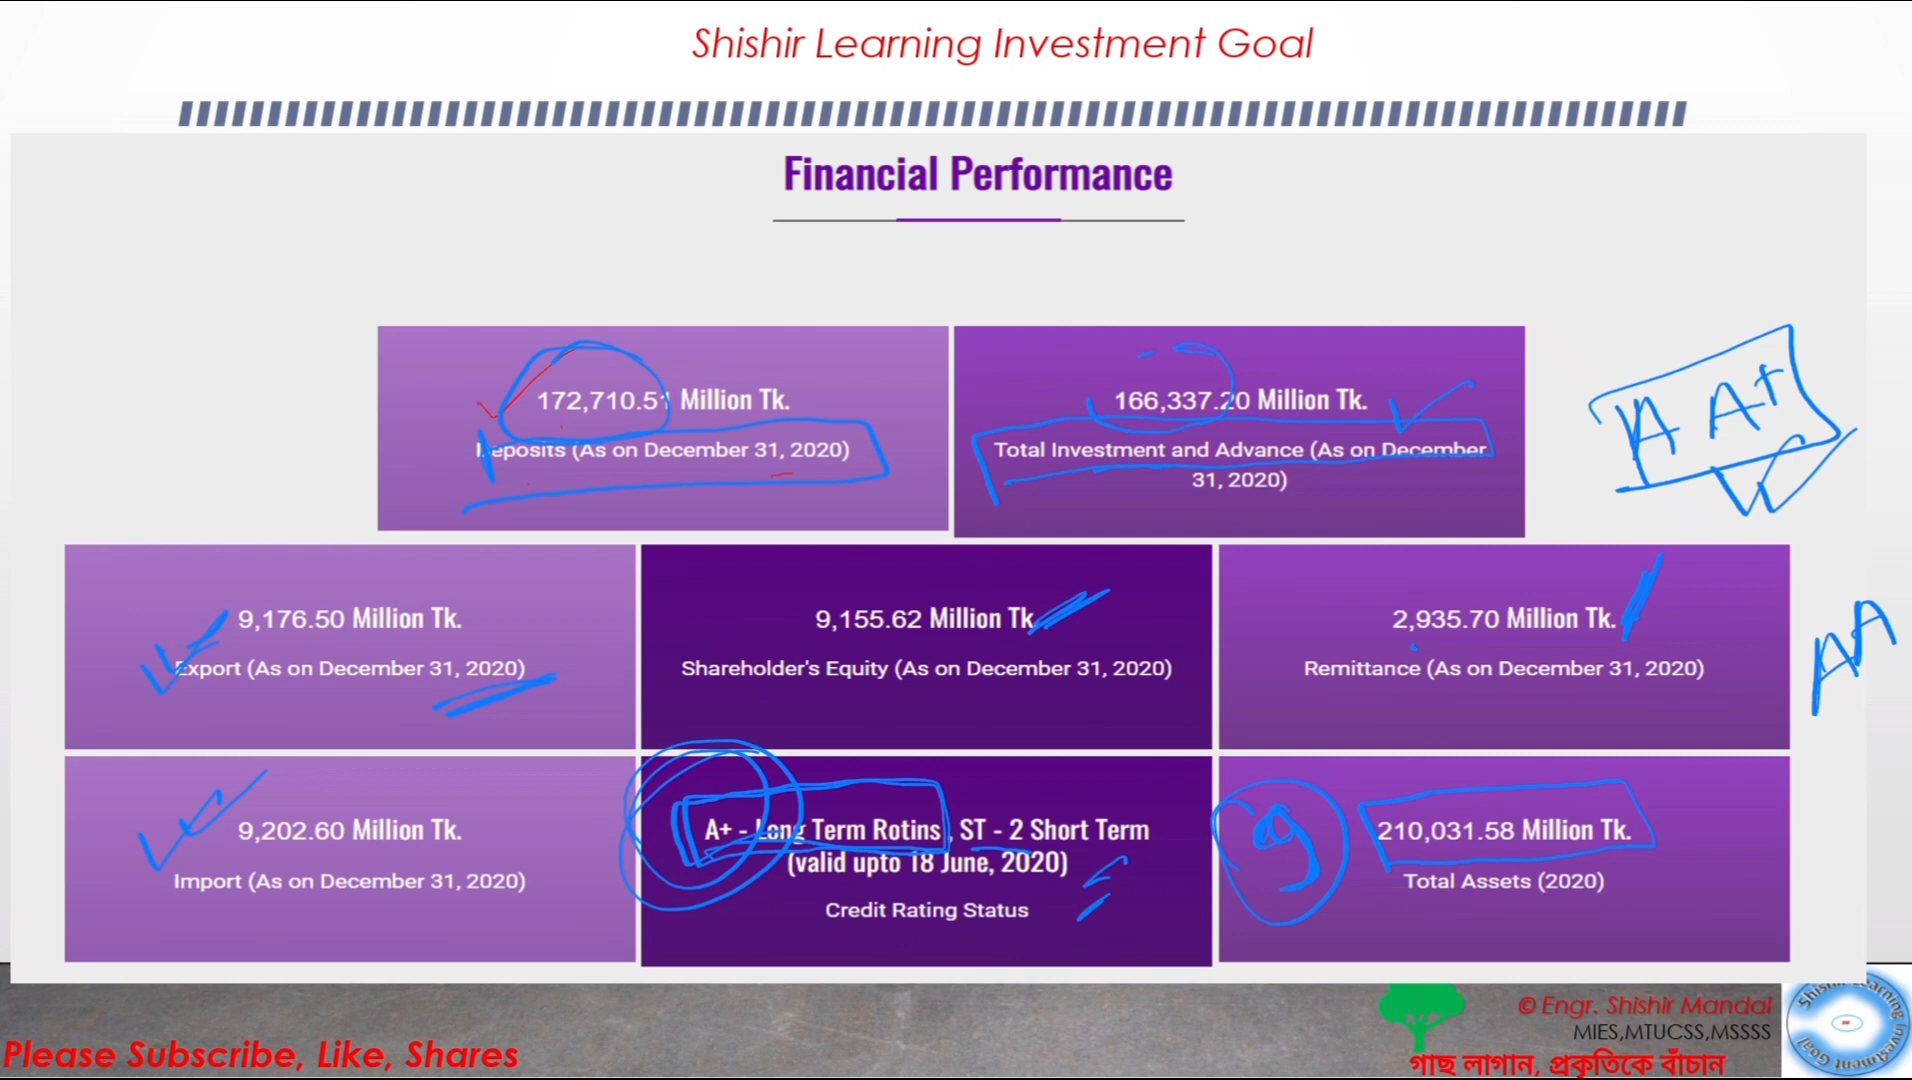 Shishir Learning Investment Goal
Financial Performance
172,710.51 Million Tk.
Deposits (As on December 31, 2020)
166,337.20 Million Tk.
Total Investment and Advance (As on December
31, 2020)
A A+
9,176.50 Million Tk.
Export (As on December 31, 2020)
9,155.62 Million Tk.
Shareholder's Equity (As on December 31, 2020)
2,935.70 Million Tk.
Remittance (As on December 31, 2020)
AA
9,202.60 Million Tk.
Import (As on December 31, 2020)
A+ - Long Term Rotins, ST - 2 Short Term
(valid upto 18 June, 2020)
Credit Rating Status
210,031.58 Million Tk.
Total Assets (2020)
© Engr. Shishir Mandal
MIES,MTUCSS,MSSSS
গাছ লাগান, প্রকৃতিকে বাঁচান
Please Subscribe, Like, Shares
Shishir Learning Investment Goal